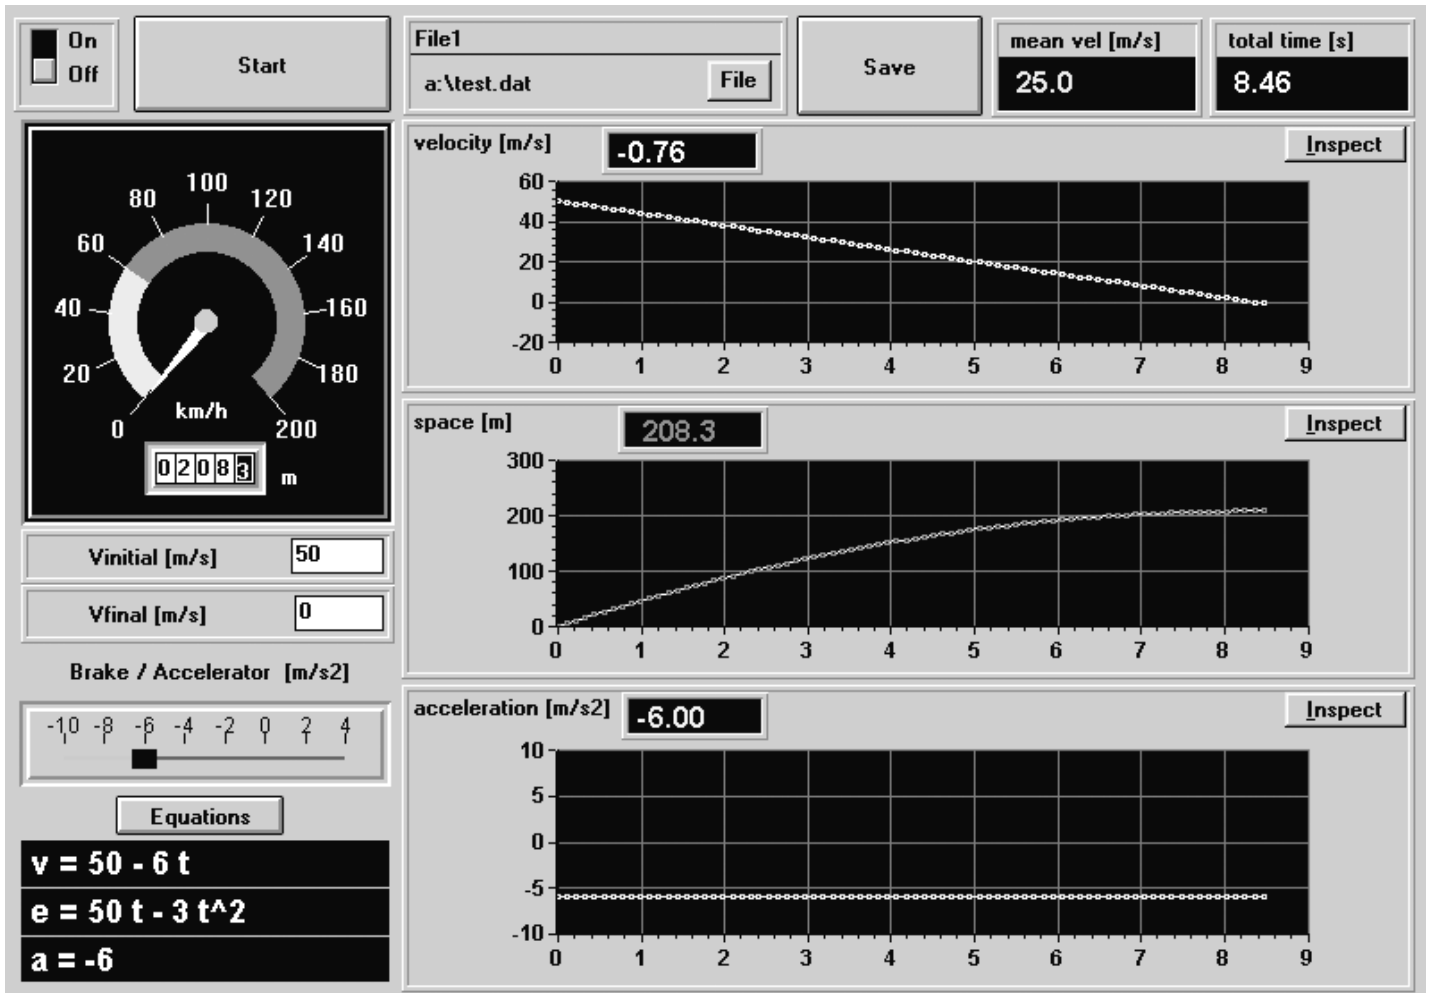 On
Off
Start
File1
a:\test.dat
File
Save
mean vel [m/s]
25.0
total time [s]
8.46
0
20
40
60
80
100
120
140
160
180
200
km/h
02083
m
Vinitial [m/s] 50
Vfinal [m/s] 0
Brake / Accelerator [m/s2]
-10 -8 -6 -4 -2 0 2 4
Equations
v = 50 - 6 t
e = 50 t - 3 t^2
a = -6
velocity [m/s]
-0.76
Inspect
60
40
20
0
-20
0 1 2 3 4 5 6 7 8 9
space [m]
208.3
Inspect
300
200
100
0
0 1 2 3 4 5 6 7 8 9
acceleration [m/s2]
-6.00
Inspect
10
5
0
-5
-10
0 1 2 3 4 5 6 7 8 9